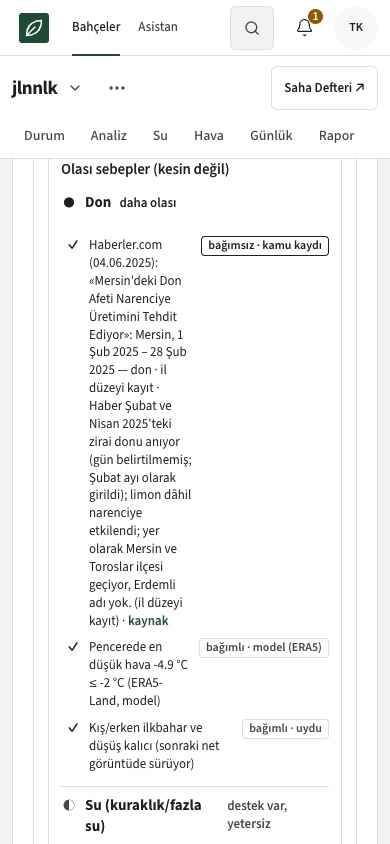 Bahçeler
Asistan
1
TK
jlnnlk
Saha Defteri ↗
Durum
Analiz
Su
Hava
Günlük
Rapor
Olası sebepler (kesin değil)
Don daha olası
Haberler.com
bağımsız · kamu kaydı
(04.06.2025):
«Mersin'deki Don
Afeti Narenciye
Üretimini Tehdit
Ediyor»: Mersin, 1
Şub 2025 – 28 Şub
2025 — don · il
düzeyi kayıt ·
Haber Şubat ve
Nisan 2025'teki
zirai donu anıyor
(gün belirtilmemiş;
Şubat ayı olarak
girildi); limon dâhil
narenciye
etkilendi; yer
olarak Mersin ve
Toroslar ilçesi
geçiyor, Erdemli
adı yok. (il düzeyi
kayıt) · kaynak
Pencerede en
bağımlı · model (ERA5)
düşük hava -4.9 °C
≤ -2 °C (ERA5-
Land, model)
Kış/erken ilkbahar ve
bağımlı · uydu
düşüş kalıcı (sonraki net
görüntüde sürüyor)
Su (kuraklık/fazla
su)
destek var,
yetersiz